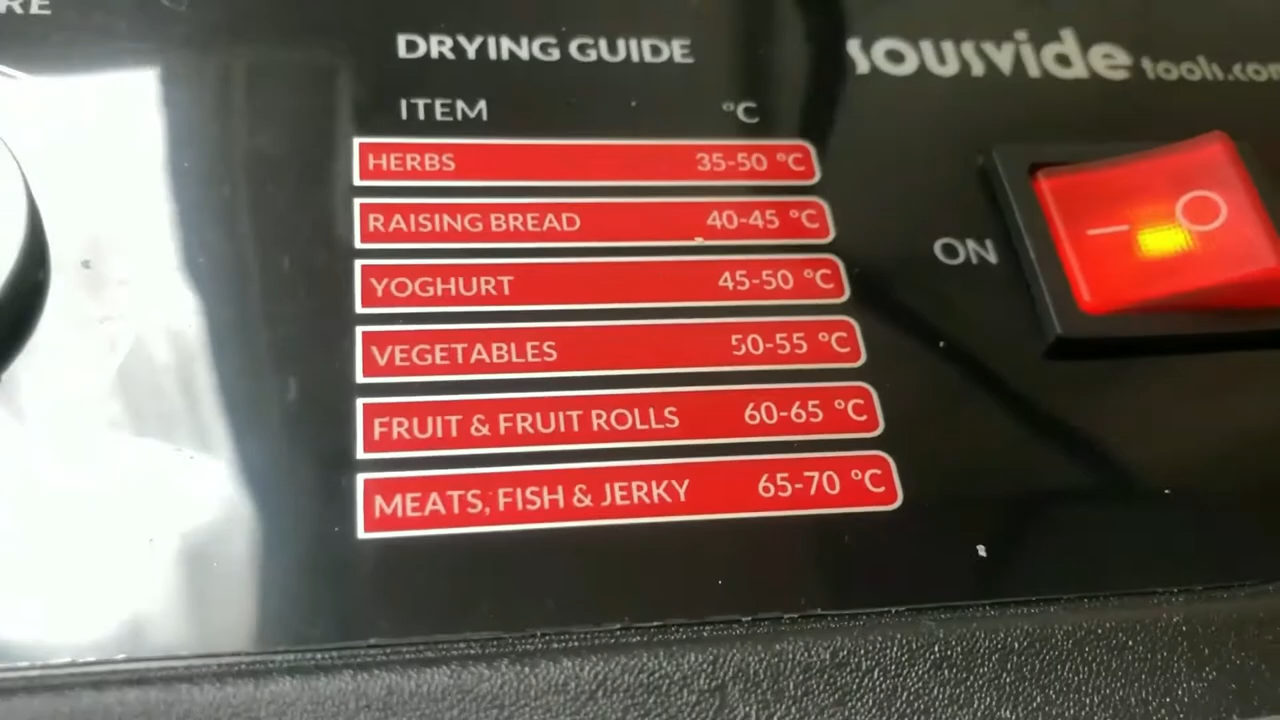 RE
DRYING GUIDE
sousvide tools.com
ITEM °C
HERBS 35-50 °C
RAISING BREAD 40-45 °C
YOGHURT 45-50 °C
VEGETABLES 50-55 °C
FRUIT & FRUIT ROLLS 60-65 °C
MEATS, FISH & JERKY 65-70 °C
ON